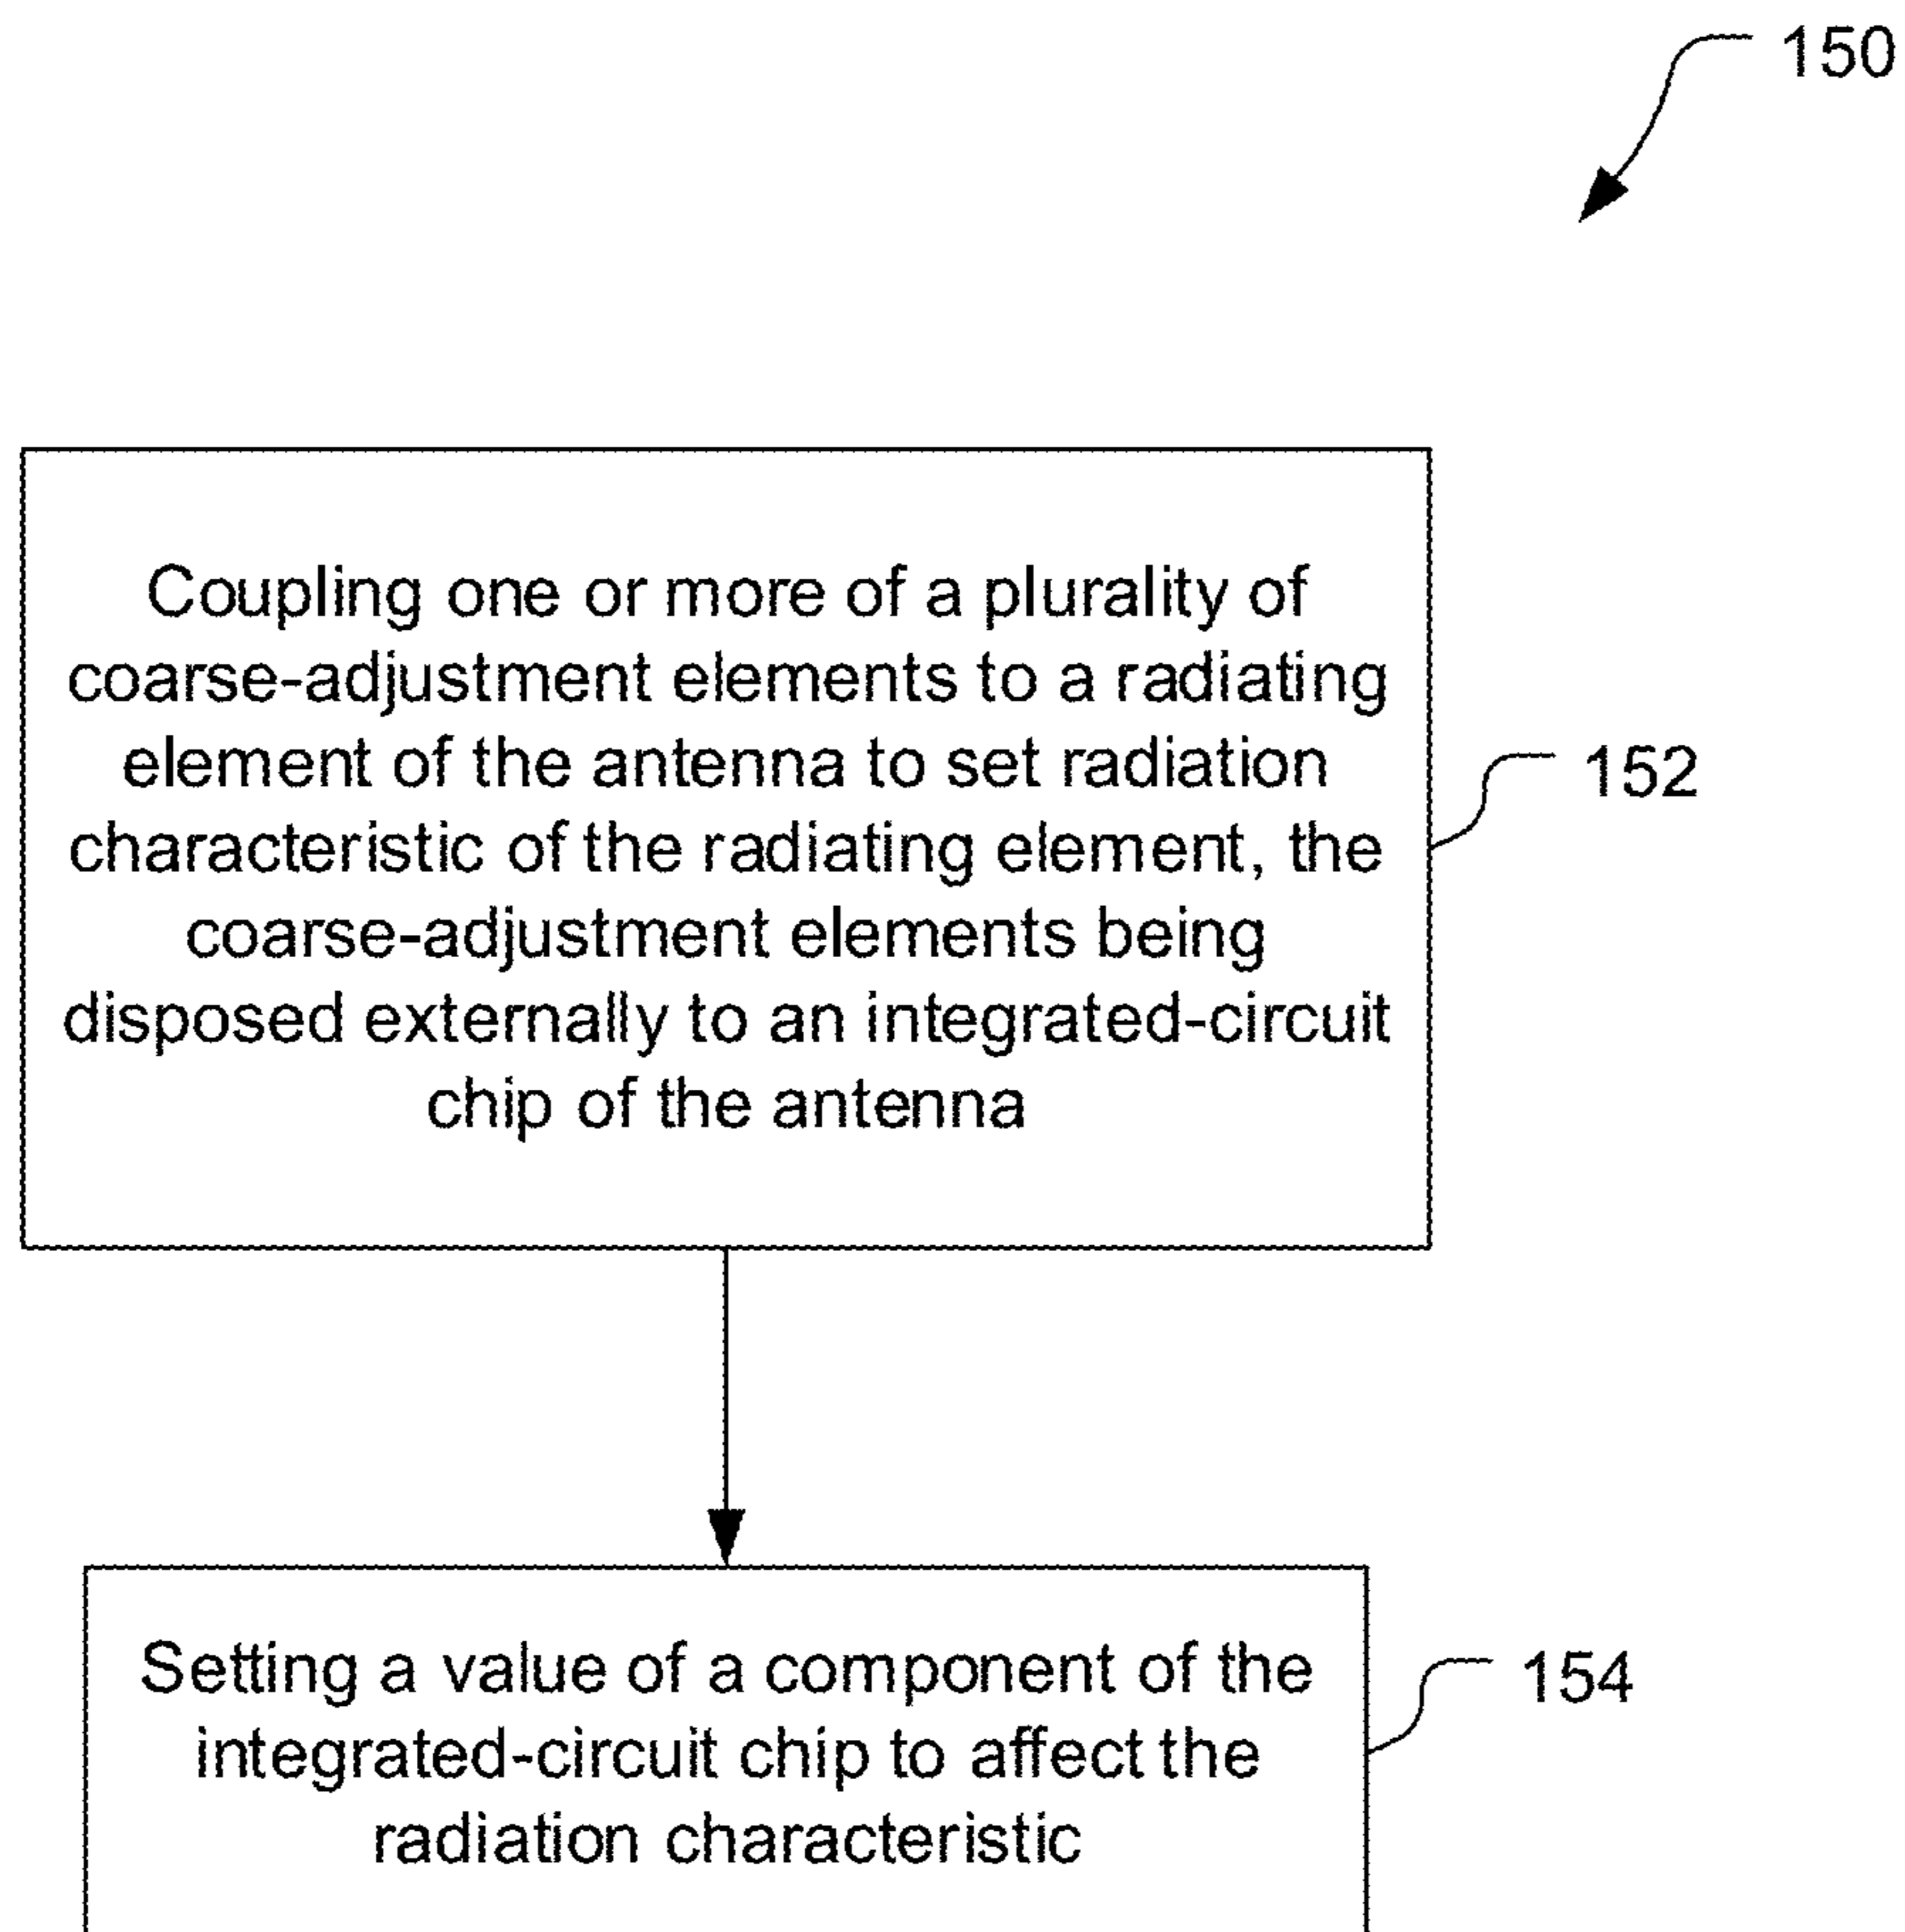 150
Coupling one or more of a plurality of
coarse-adjustment elements to a radiating
element of the antenna to set radiation
characteristic of the radiating element, the
coarse-adjustment elements being
disposed externally to an integrated-circuit
chip of the antenna
152
Setting a value of a component of the
integrated-circuit chip to affect the
radiation characteristic
154